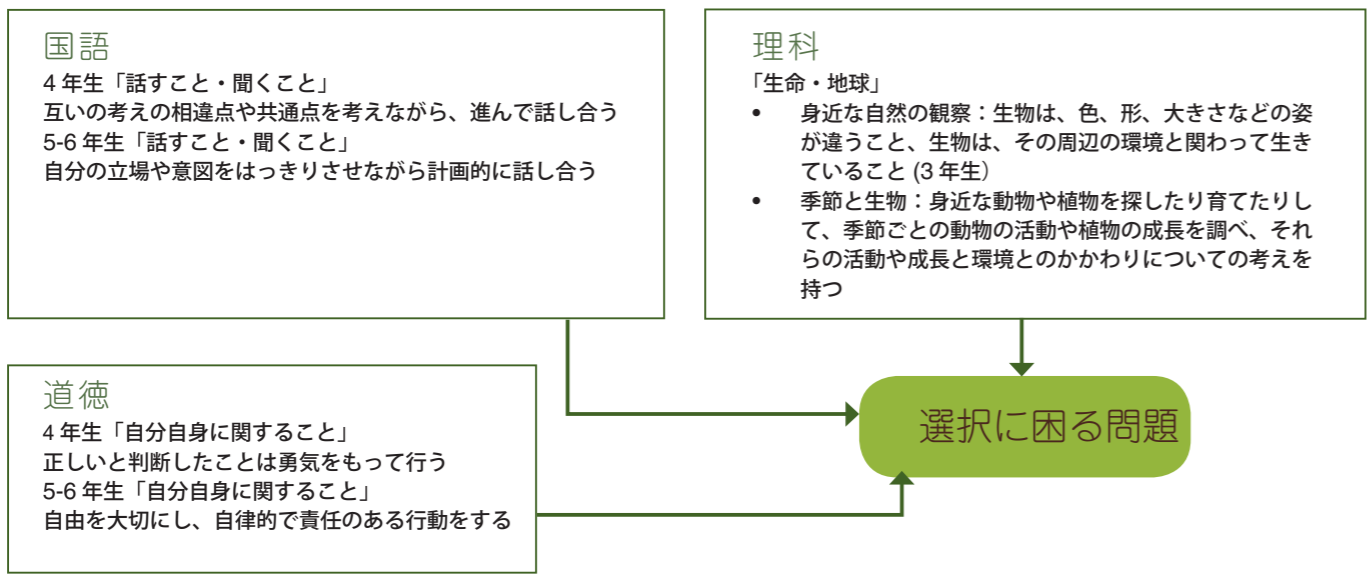 国語
4 年生「話すこと・聞くこと」
互いの考えの相違点や共通点を考えながら、進んで話し合う
5-6 年生「話すこと・聞くこと」
自分の立場や意図をはっきりさせながら計画的に話し合う
理科
「生命・地球」
• 身近な自然の観察：生物は、色、形、大きさなどの姿
が違うこと、生物は、その周辺の環境と関わって生き
ていること (3 年生）
• 季節と生物：身近な動物や植物を探したり育てたりし
て、季節ごとの動物の活動や植物の成長を調べ、それ
らの活動や成長と環境とのかかわりについての考えを
持つ
道徳
4 年生「自分自身に関すること」
正しいと判断したことは勇気をもって行う
5-6 年生「自分自身に関すること」
自由を大切にし、自律的で責任のある行動をする
選択に困る問題